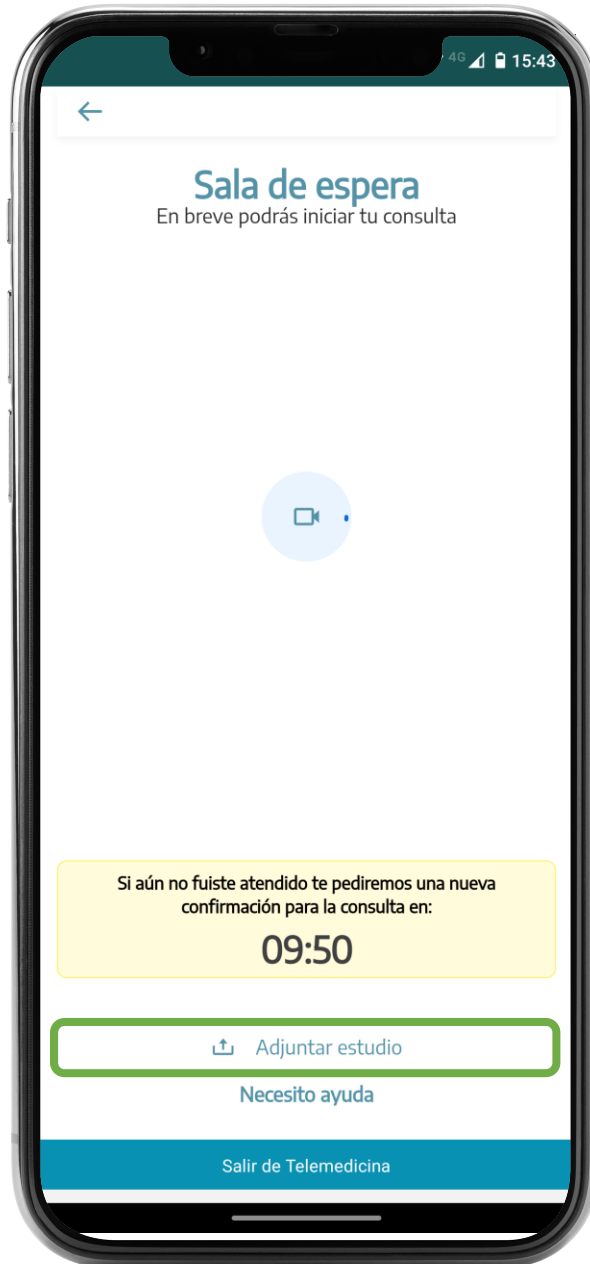 4G 15:43
Sala de espera
En breve podrás iniciar tu consulta
Si aún no fuiste atendido te pediremos una nueva
confirmación para la consulta en:
09:50
Adjuntar estudio
Necesito ayuda
Salir de Telemedicina